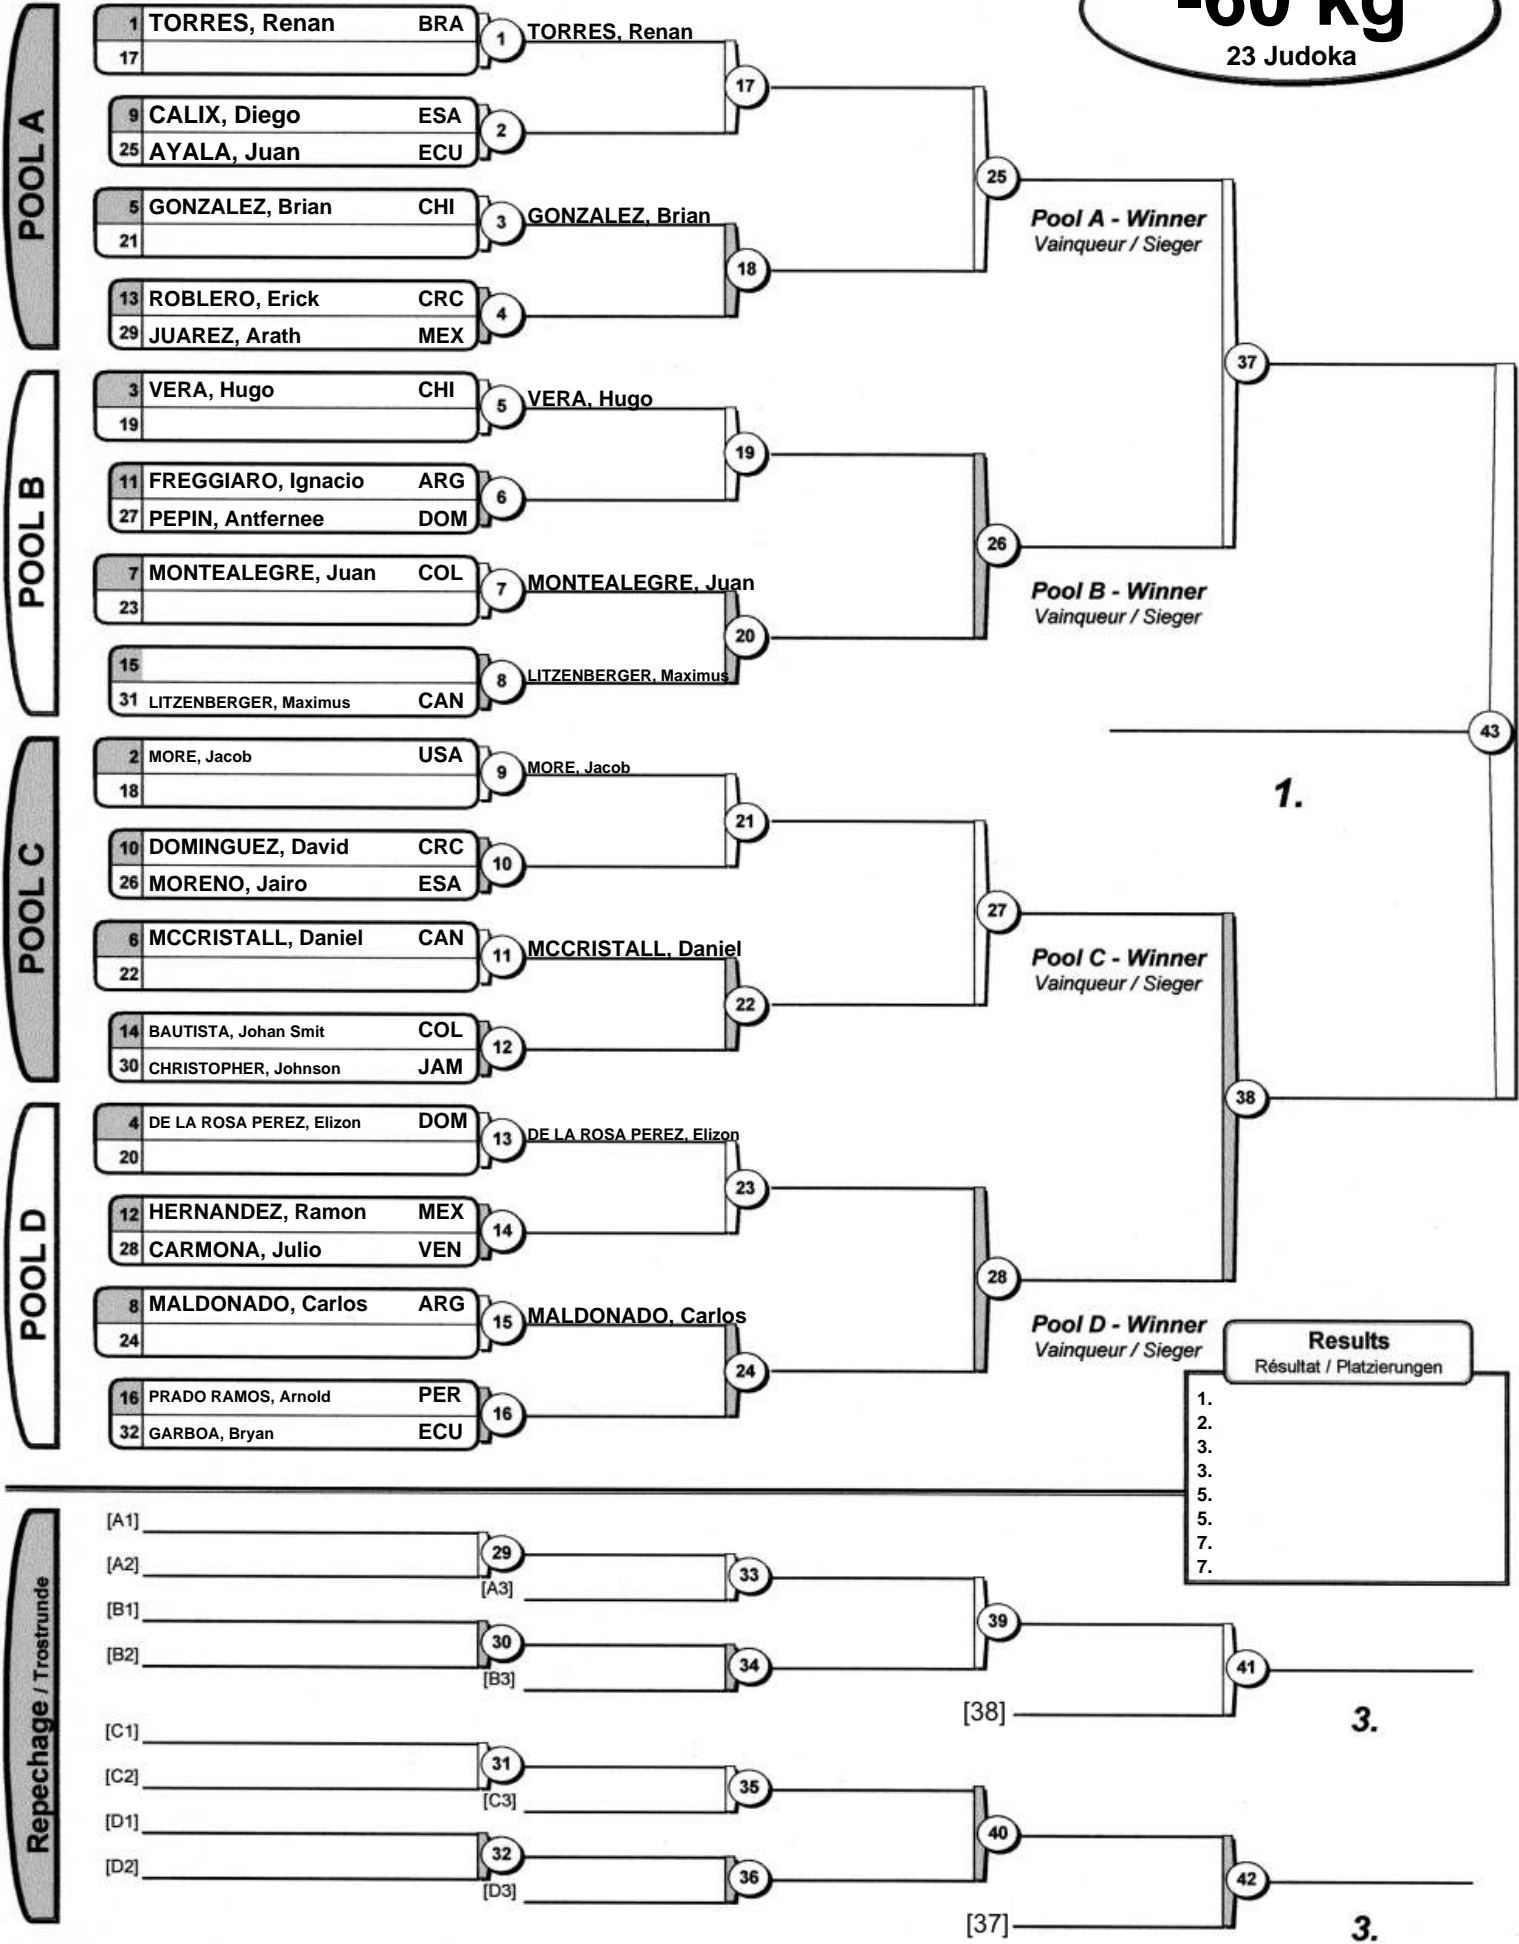 -60 kg
23 Judoka
POOL A
1 TORRES, Renan BRA
17
1 TORRES, Renan
17
9 CALIX, Diego ESA
25 AYALA, Juan ECU
2
5 GONZALEZ, Brian CHI
21
3 GONZALEZ, Brian
18
13 ROBLERO, Erick CRC
29 JUAREZ, Arath MEX
4
25
Pool A - Winner
Vainqueur / Sieger
POOL B
3 VERA, Hugo CHI
19
5 VERA, Hugo
19
11 FREGGIARO, Ignacio ARG
27 PEPIN, Antfernee DOM
6
7 MONTEALEGRE, Juan COL
23
7 MONTEALEGRE, Juan
20
15
31 LITZENBERGER, Maximus CAN
8 LITZENBERGER, Maximus
26
Pool B - Winner
Vainqueur / Sieger
37
43
1.
POOL C
2 MORE, Jacob USA
18
9 MORE, Jacob
21
10 DOMINGUEZ, David CRC
26 MORENO, Jairo ESA
10
6 MCCRISTALL, Daniel CAN
22
11 MCCRISTALL, Daniel
22
14 BAUTISTA, Johan Smit COL
30 CHRISTOPHER, Johnson JAM
12
27
Pool C - Winner
Vainqueur / Sieger
38
POOL D
4 DE LA ROSA PEREZ, Elizon DOM
20
13 DE LA ROSA PEREZ, Elizon
23
12 HERNANDEZ, Ramon MEX
28 CARMONA, Julio VEN
14
8 MALDONADO, Carlos ARG
24
15 MALDONADO, Carlos
24
16 PRADO RAMOS, Arnold PER
32 GARBOA, Bryan ECU
16
28
Pool D - Winner
Vainqueur / Sieger
Results
Résultat / Platzierungen
1.
2.
3.
3.
5.
5.
7.
7.
Repechage / Trostrunde
[A1]
[A2]
29
[A3]
33
[B1]
[B2]
30
[B3]
34
39
[38]
41
3.
[C1]
[C2]
31
[C3]
35
[D1]
[D2]
32
[D3]
36
40
[37]
42
3.